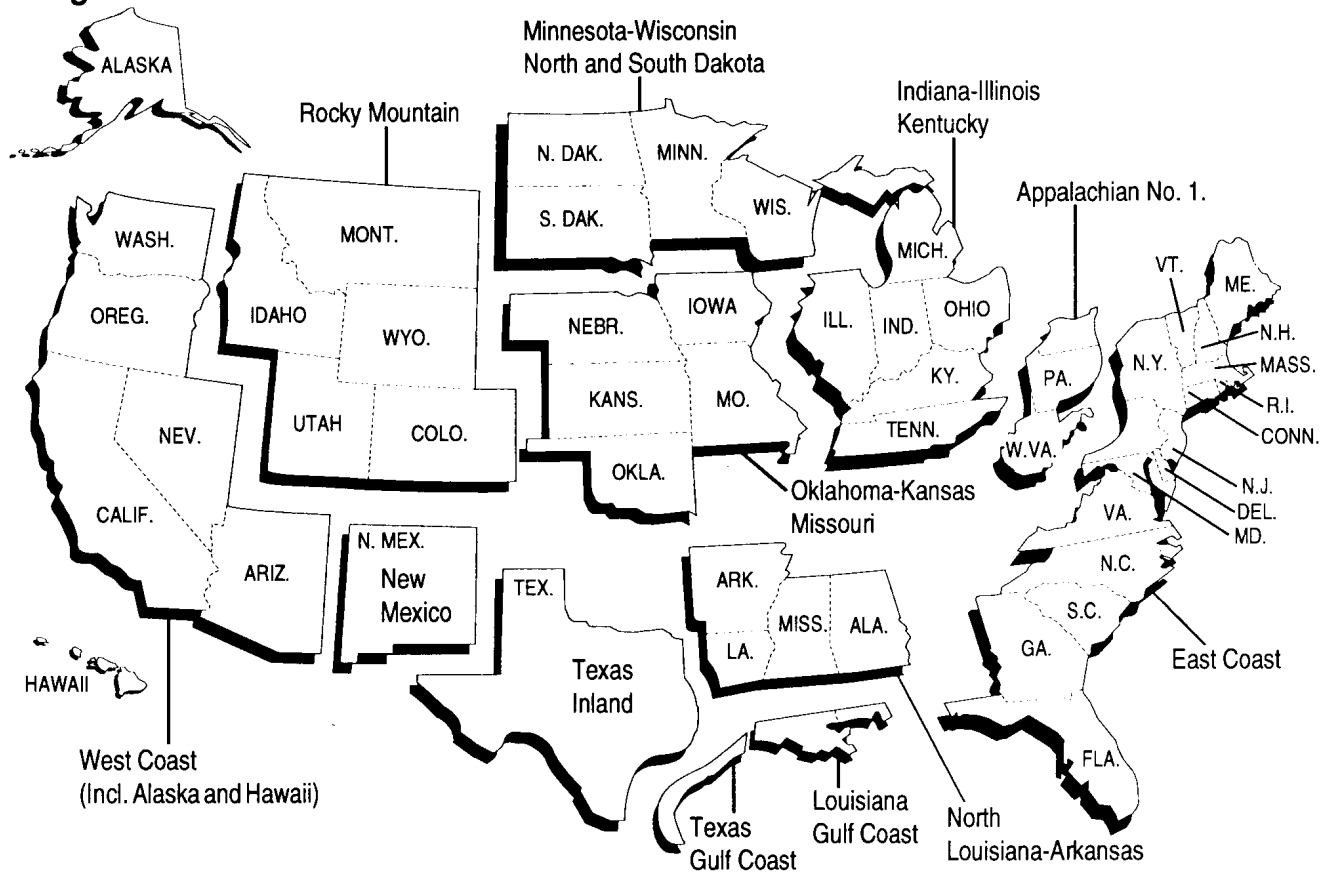 ALASKA
Rocky Mountain
Minnesota-Wisconsin
North and South Dakota
Indiana-Illinois
Kentucky
Appalachian No. 1.
WASH.
OREG.
CALIF.
NEV.
ARIZ.
MONT.
IDAHO
WYO.
UTAH
COLO.
N. DAK.
S. DAK.
MINN.
WIS.
NEBR.
IOWA
KANS.
MO.
OKLA.
Oklahoma-Kansas
Missouri
MICH.
ILL.
IND.
OHIO
KY.
TENN.
PA.
W.VA.
VT.
ME.
N.H.
MASS.
R.I.
CONN.
N.Y.
N.J.
DEL.
MD.
VA.
N.C.
S.C.
GA.
FLA.
East Coast
N. MEX.
New
Mexico
TEX.
Texas
Inland
ARK.
LA.
MISS.
ALA.
HAWAII
West Coast
(Incl. Alaska and Hawaii)
Texas
Gulf Coast
Louisiana
Gulf Coast
North
Louisiana-Arkansas